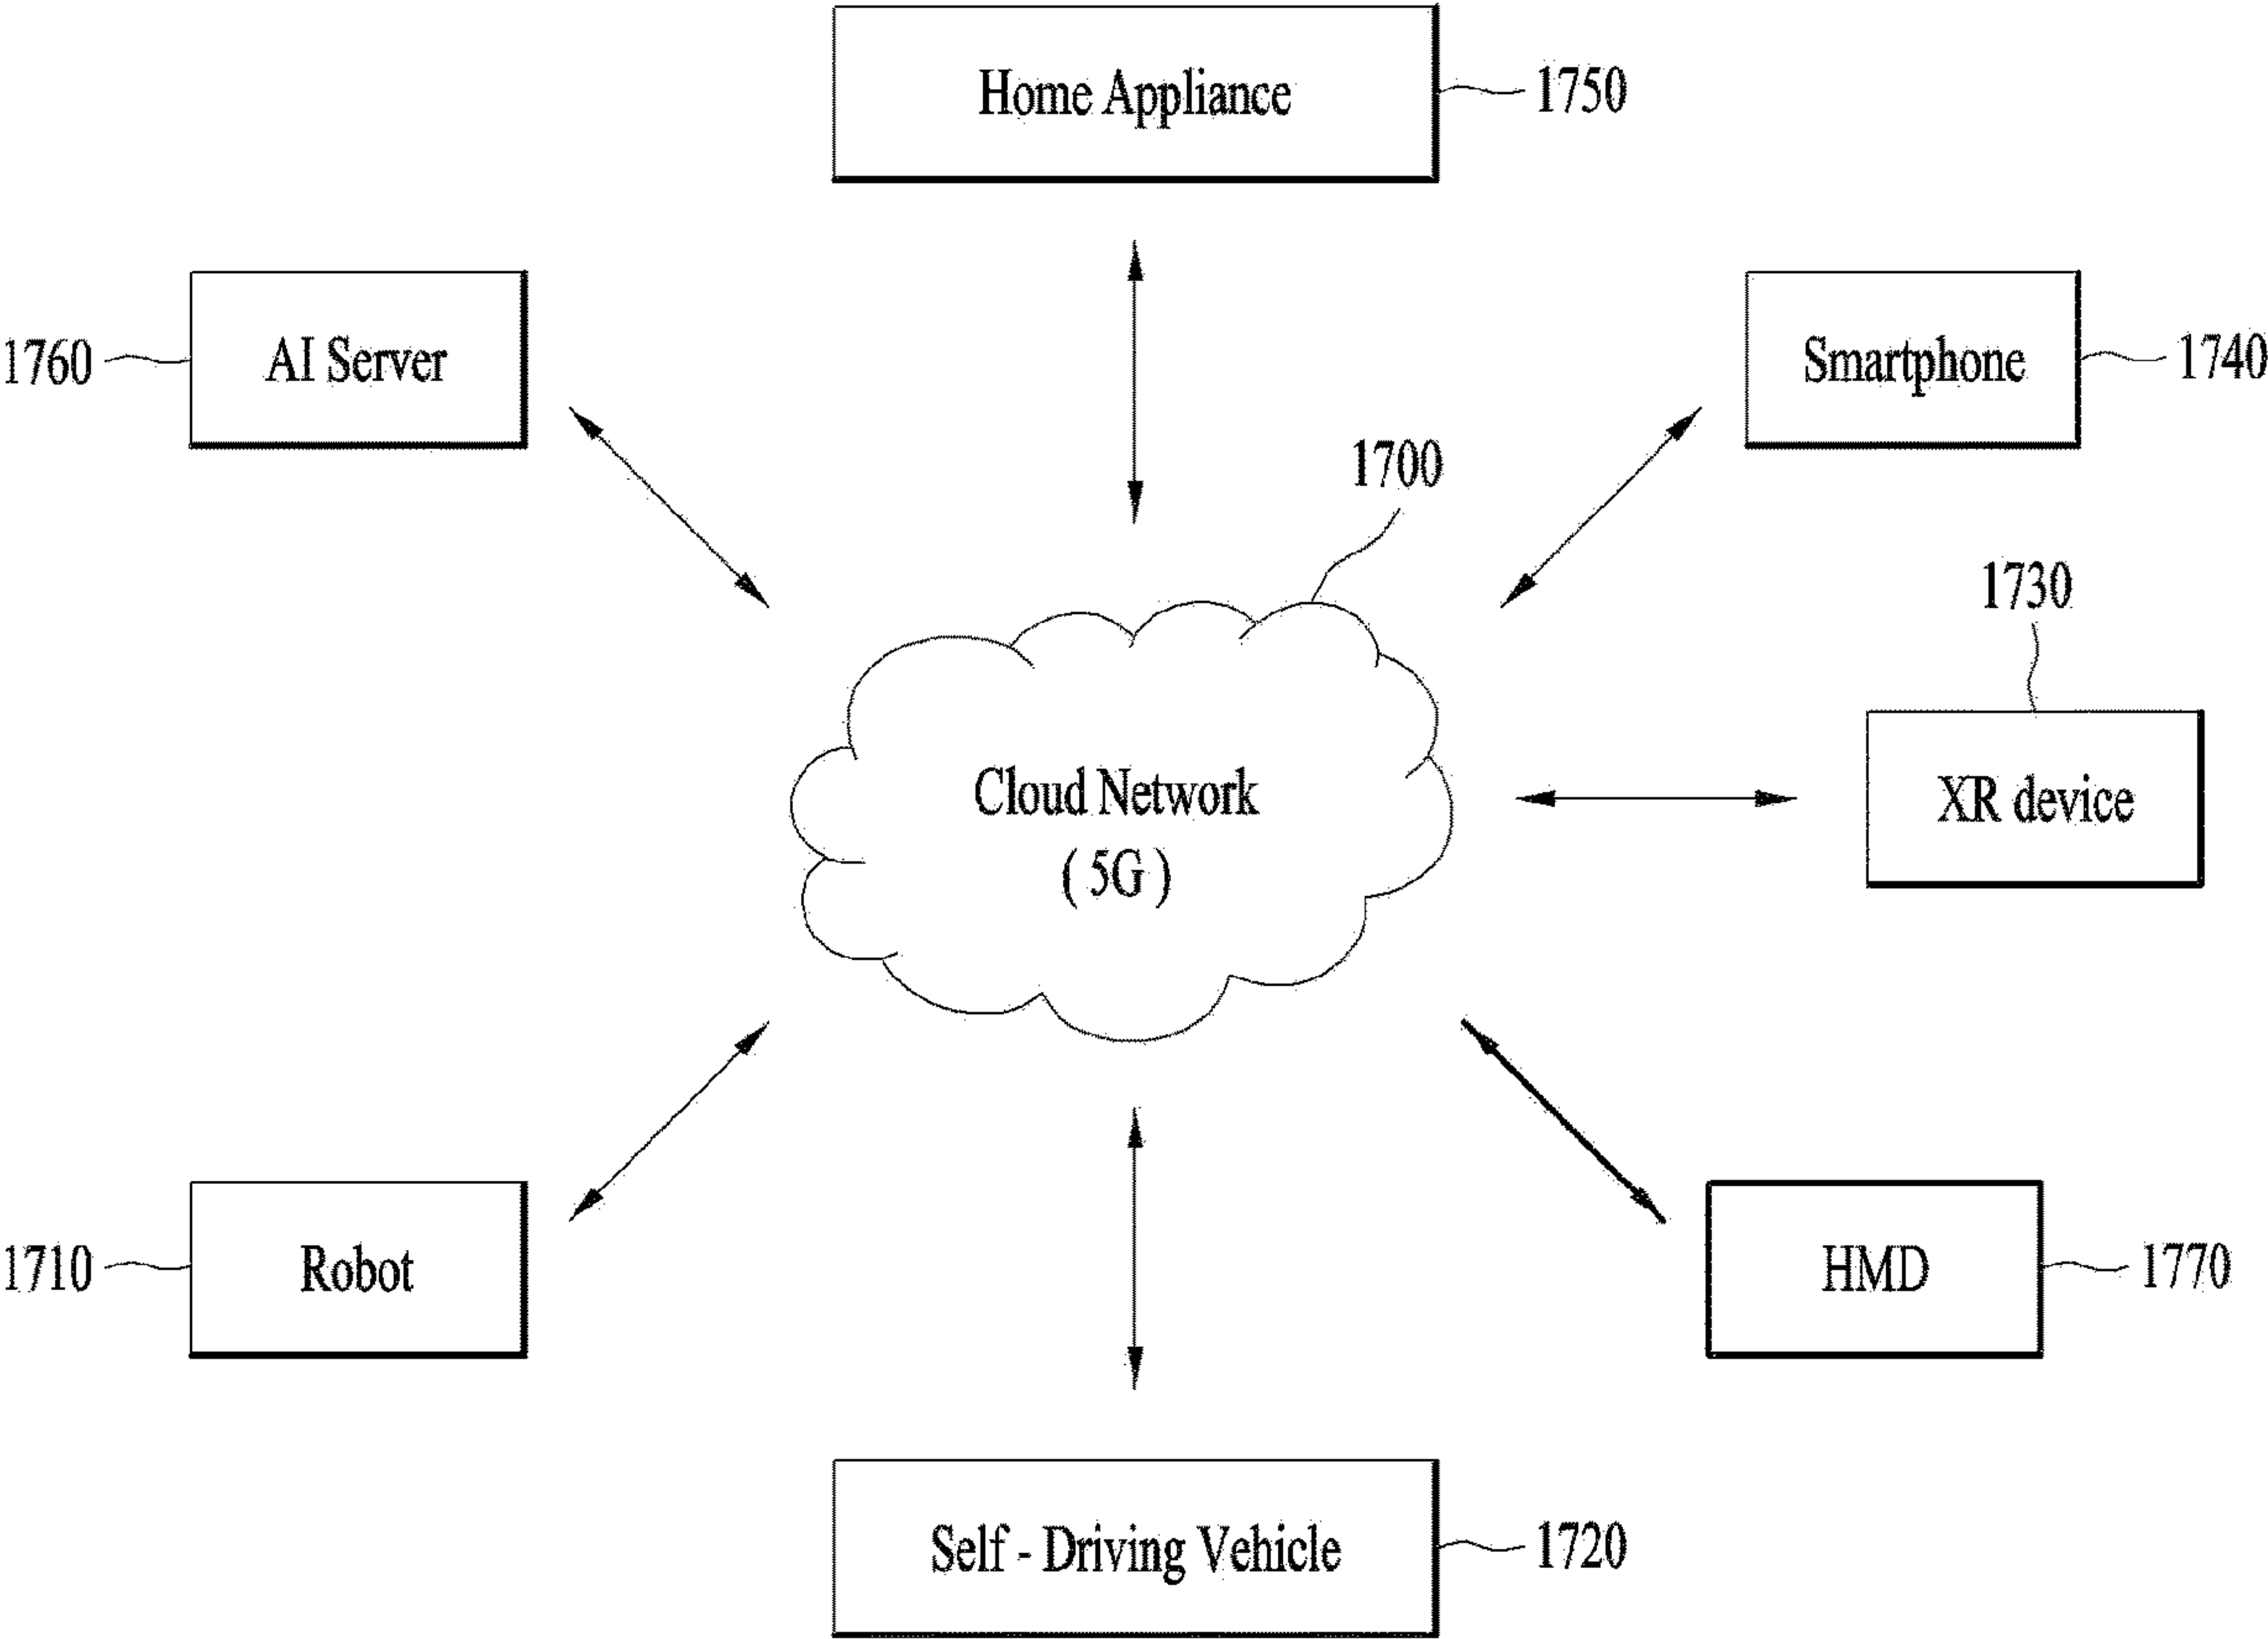 Home Appliance
1750
1760
AI Server
Smartphone
1740
1700
1730
Cloud Network
( 5G )
XR device
1710
Robot
HMD
1770
Self - Driving Vehicle
1720